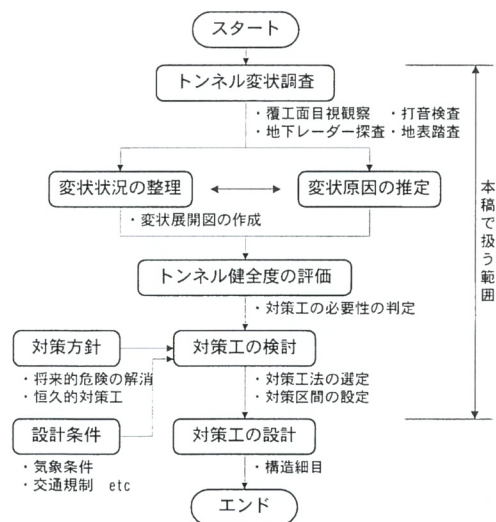 スタート
トンネル変状調査
・覆工面目視観察 ・打音検査
・地下レーダー探査・地表踏査
変状状況の整理
変状原因の推定
・変状展開図の作成
トンネル健全度の評価
・対策工の必要性の判定
対策方針
・将来的危険の解消
・恒久的対策工
対策工の検討
・対策工法の選定
・対策区間の設定
設計条件
・気象条件
・交通規制 etc
対策工の設計
・構造細目
エンド
本稿で扱う範囲